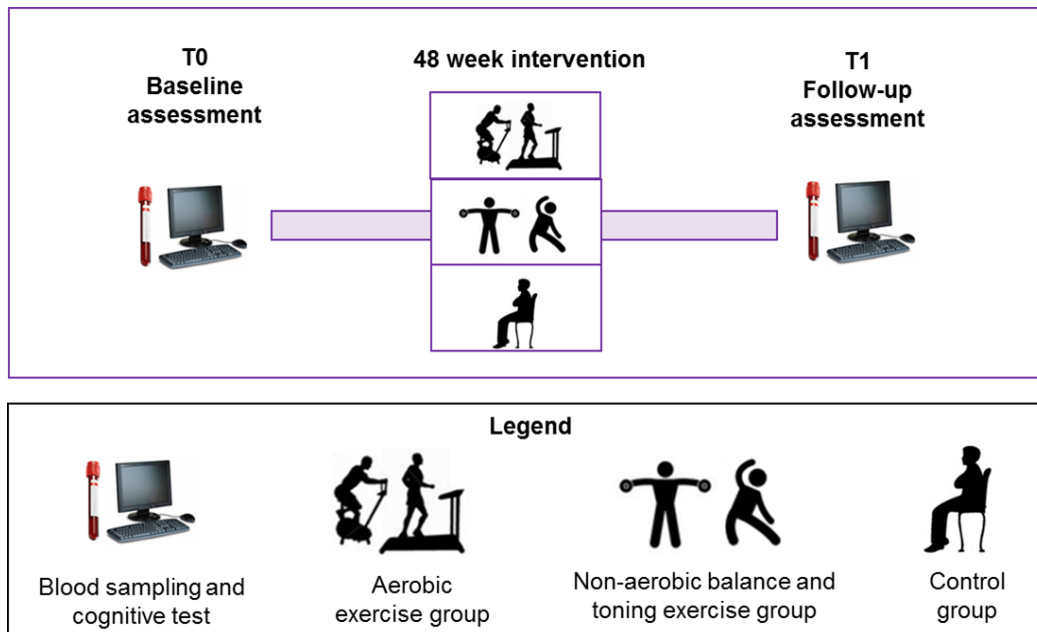 T0
Baseline
assessment
48 week intervention
T1
Follow-up
assessment
Legend
Blood sampling and
cognitive test
Aerobic
exercise group
Non-aerobic balance and
toning exercise group
Control
group